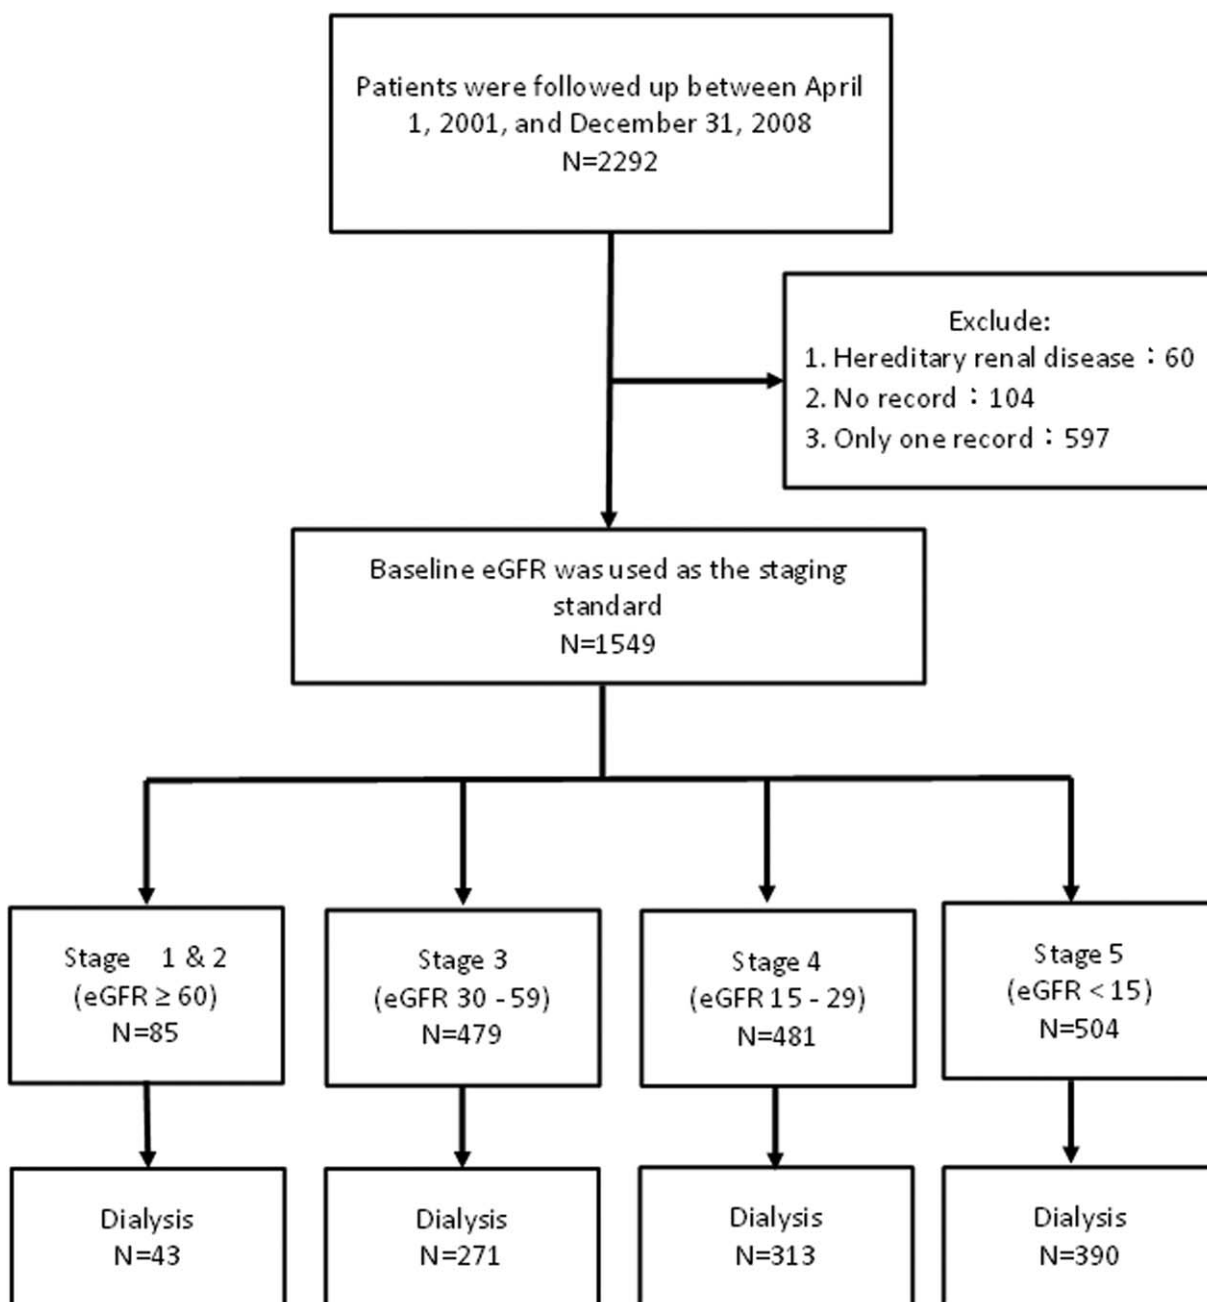 Patients were followed up between April
1, 2001, and December 31, 2008
N=2292
Exclude:
1. Hereditary renal disease：60
2. No record：104
3. Only one record：597
Baseline eGFR was used as the staging
standard
N=1549
Stage 1 & 2
(eGFR ≥ 60)
N=85
Stage 3
(eGFR 30 - 59)
N=479
Stage 4
(eGFR 15 - 29)
N=481
Stage 5
(eGFR < 15)
N=504
Dialysis
N=43
Dialysis
N=271
Dialysis
N=313
Dialysis
N=390